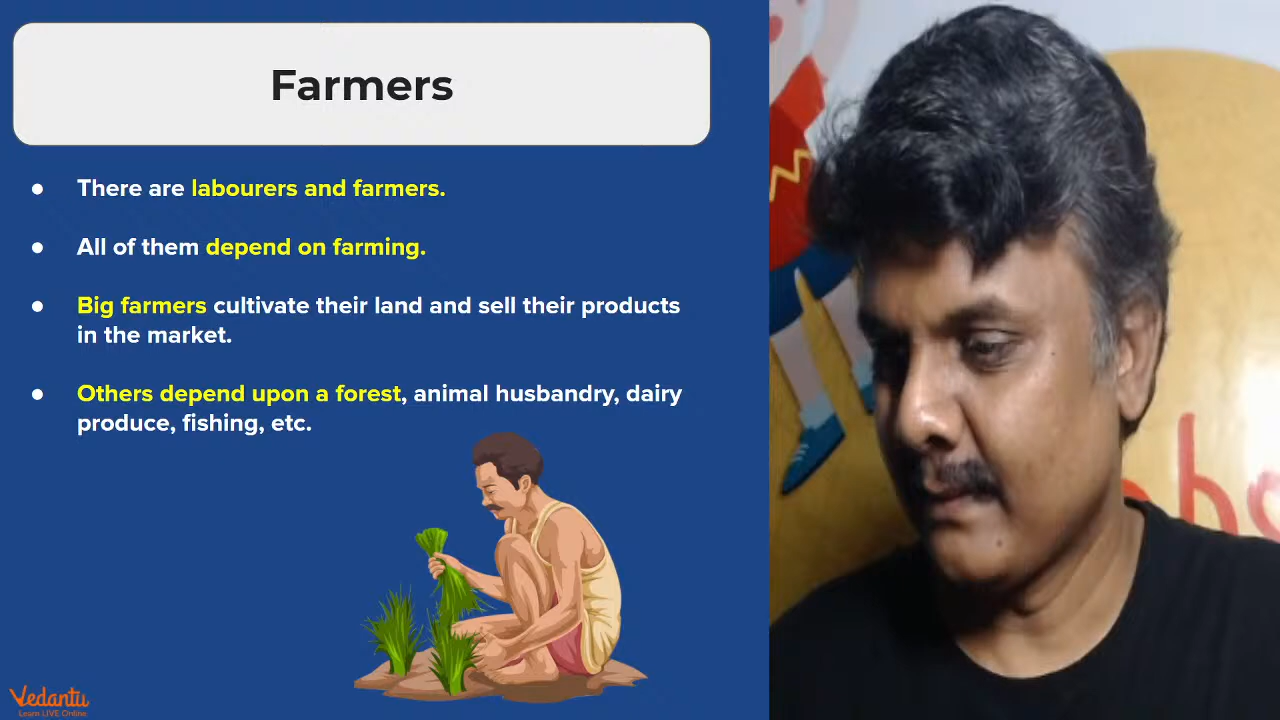 Farmers
● There are labourers and farmers.
● All of them depend on farming.
● Big farmers cultivate their land and sell their products
in the market.
● Others depend upon a forest, animal husbandry, dairy
produce, fishing, etc.
Vedantu
Learn LIVE Online